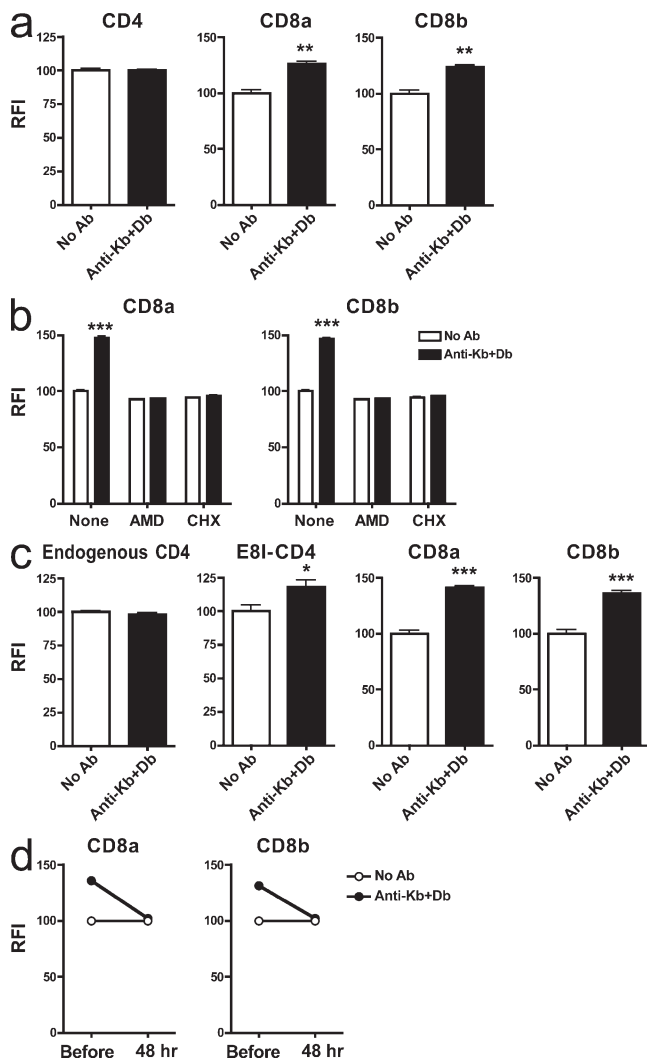 a
CD4
CD8a
CD8b
RFI
125
100
75
50
25
0
No Ab
Anti-Kb+Db
150
100
50
0
**
No Ab
Anti-Kb+Db
150
100
50
0
**
No Ab
Anti-Kb+Db
b
CD8a
CD8b
RFI
150
100
50
0
***
None
AMD
CHX
150
100
50
0
***
None
AMD
CHX
No Ab
Anti-Kb+Db
c
Endogenous CD4
E8I-CD4
CD8a
CD8b
RFI
125
100
75
50
25
0
No Ab
Anti-Kb+Db
125
100
75
50
25
0
*
No Ab
Anti-Kb+Db
150
100
50
0
***
No Ab
Anti-Kb+Db
150
100
50
0
***
No Ab
Anti-Kb+Db
d
CD8a
CD8b
RFI
150
100
50
0
Before
48 hr
150
100
50
0
Before
48 hr
No Ab
Anti-Kb+Db